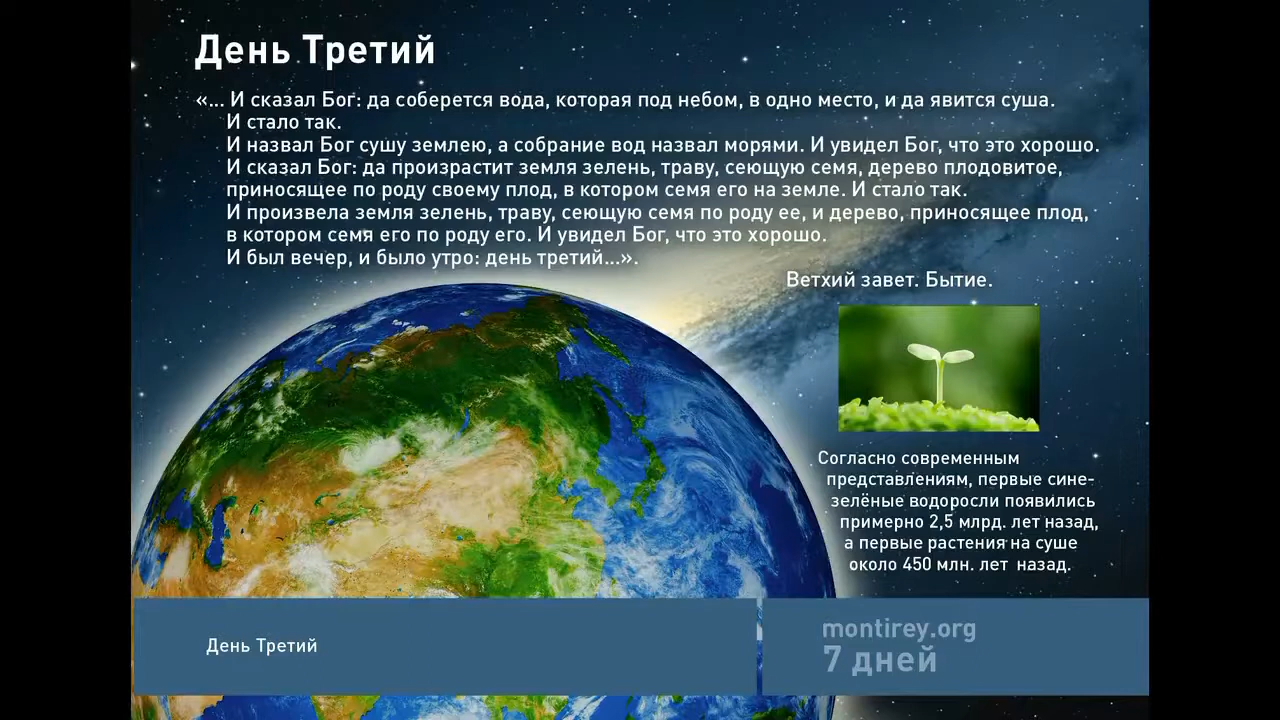 День Третий
«... И сказал Бог: да соберется вода, которая под небом, в одно место, и да явится суша.
И стало так.
И назвал Бог сушу землею, а собрание вод назвал морями. И увидел Бог, что это хорошо.
И сказал Бог: да произрастит земля зелень, траву, сеющую семя, дерево плодовитое,
приносящее по роду своему плод, в котором семя его на земле. И стало так.
И произвела земля зелень, траву, сеющую семя по роду ее, и дерево, приносящее плод,
в котором семя его по роду его. И увидел Бог, что это хорошо.
И был вечер, и было утро: день третий...».
Ветхий завет. Бытие.
Согласно современным
представлениям, первые сине-
зелёные водоросли появились
примерно 2,5 млрд. лет назад,
а первые растения на суше
около 450 млн. лет назад.
День Третий
montirey.org
7 дней